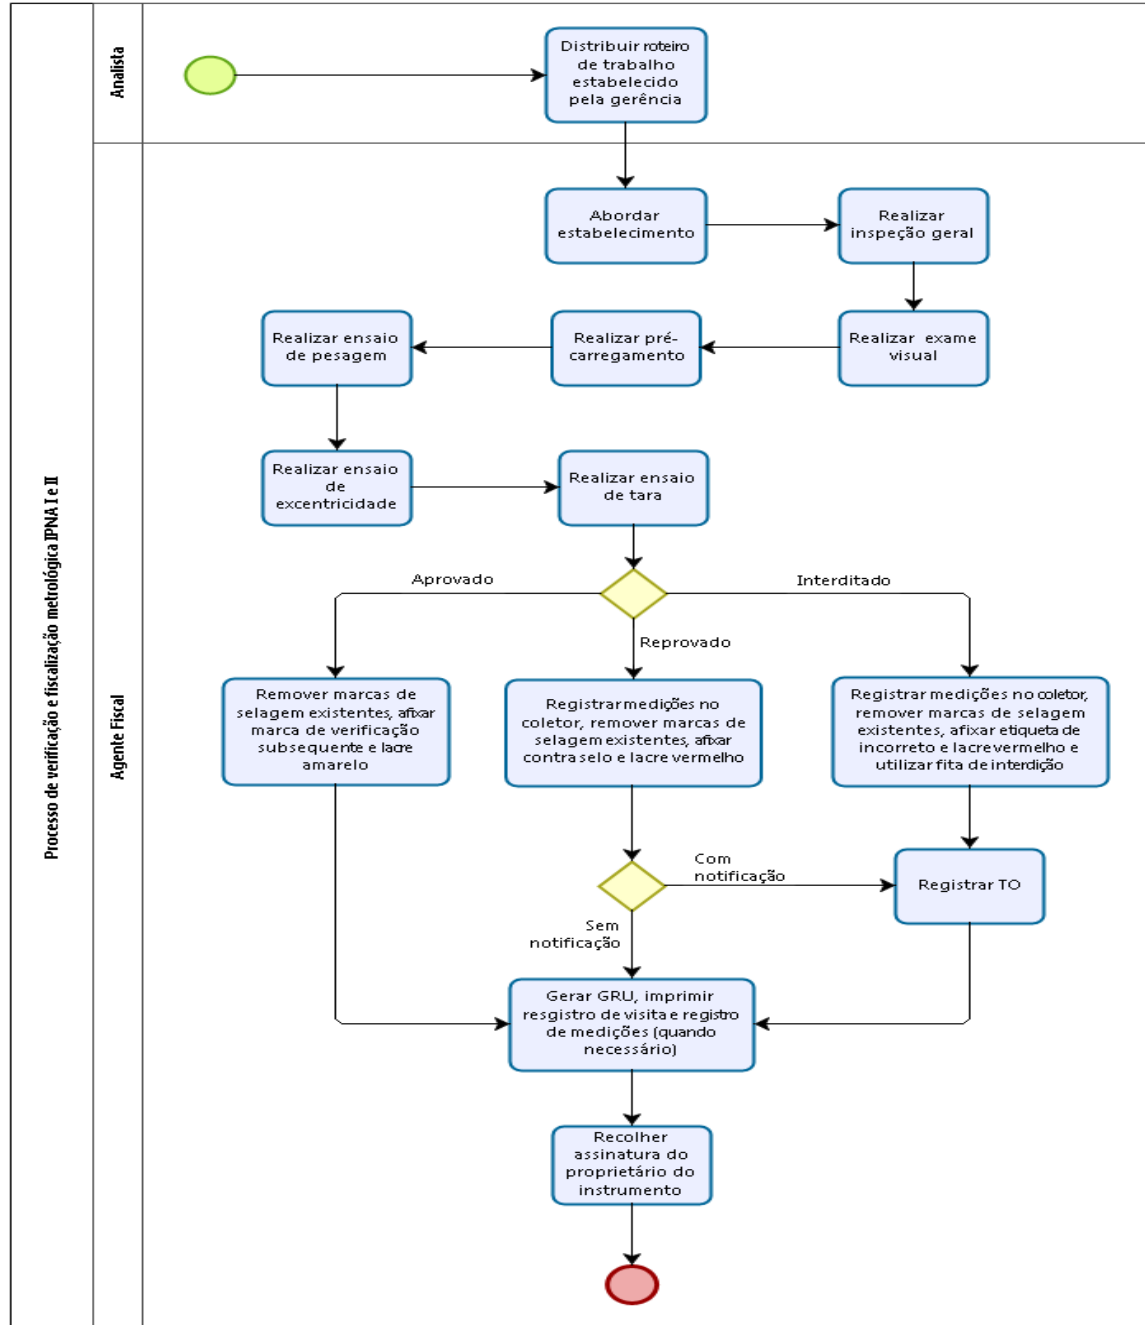 Processo de verificação e fiscalização metrológica IPNA I e II
Analista
Distribuir roteiro
de trabalho
estabelecido
pela gerência
Agente Fiscal
Abordar
estabelecimento
Realizar
inspeção geral
Realizar ensaio
de pesagem
Realizar pré-
carregamento
Realizar exame
visual
Realizar ensaio
de
excentricidade
Realizar ensaio
de tara
Aprovado
Interditado
Reprovado
Remover marcas de
selagem existentes, afixar
marca de verificação
subsequente e lacre
amarelo
Registrar medições no
coletor, remover marcas de
selagem existentes, afixar
contra selo e lacre vermelho
Registrar medições no coletor,
remover marcas de selagem
existentes, afixar etiqueta de
incorreto e lacre vermelho e
utilizar fita de interdição
Com
notificação
Registrar TO
Sem
notificação
Gerar GRU, imprimir
resgistro de visita e registro
de medições (quando
necessário)
Recolher
assinatura do
proprietário do
instrumento